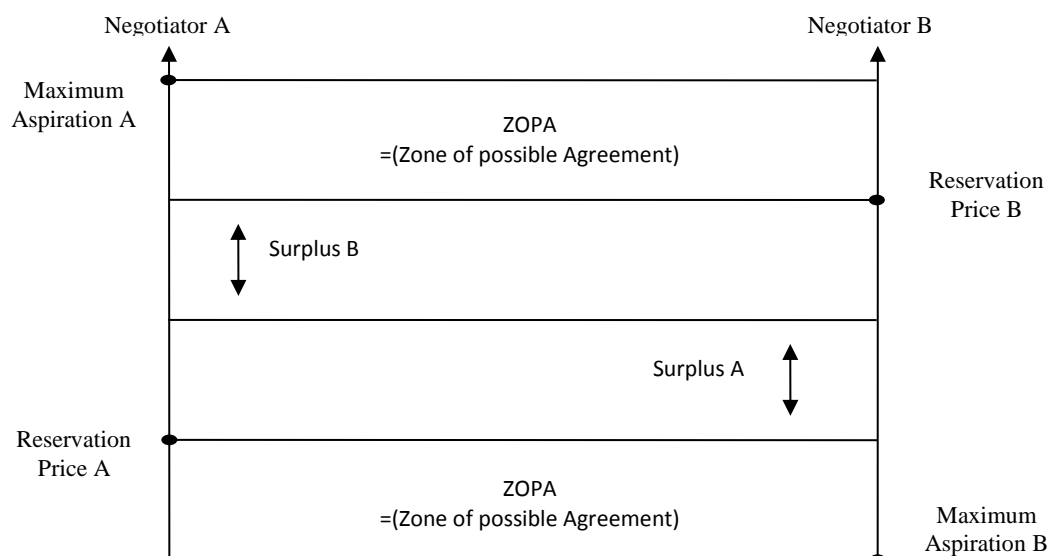 Negotiator A
Negotiator B
Maximum
Aspiration A
ZOPA
=(Zone of possible Agreement)
Reservation
Price B
Surplus B
Surplus A
Reservation
Price A
ZOPA
=(Zone of possible Agreement)
Maximum
Aspiration B